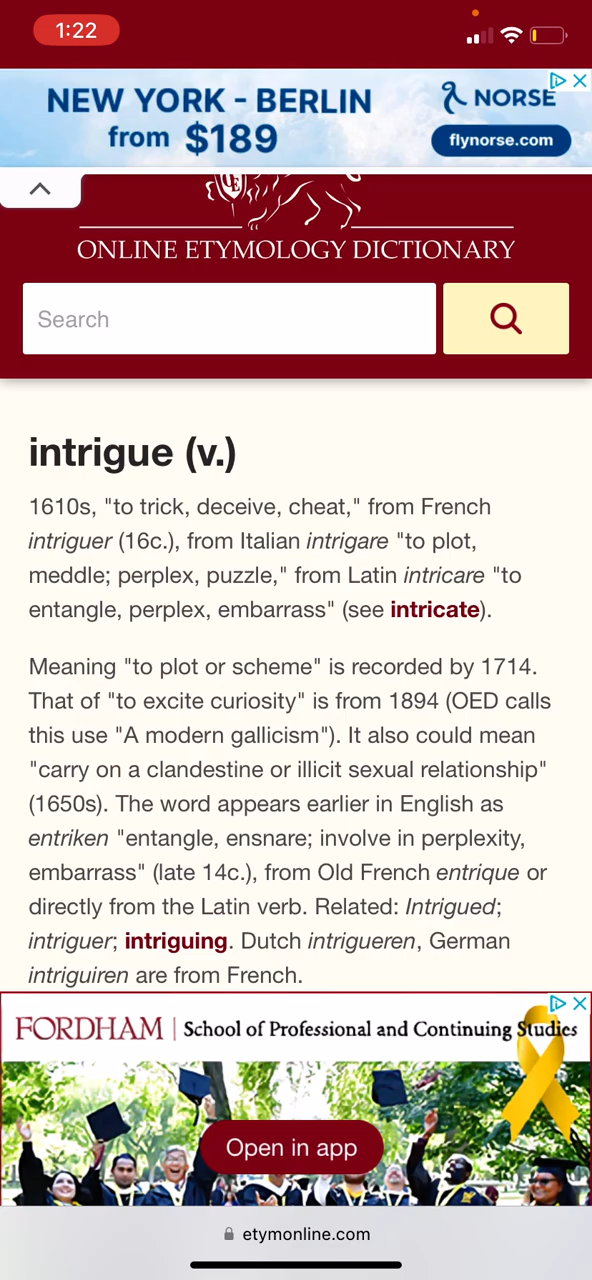 1:22
NEW YORK - BERLIN
from $189
NORSE
flynorse.com
ONLINE ETYMOLOGY DICTIONARY
Search
intrigue (v.)
1610s, "to trick, deceive, cheat," from French
intriguer (16c.), from Italian intrigare "to plot,
meddle; perplex, puzzle," from Latin intricare "to
entangle, perplex, embarrass" (see intricate).
Meaning "to plot or scheme" is recorded by 1714.
That of "to excite curiosity" is from 1894 (OED calls
this use "A modern gallicism"). It also could mean
"carry on a clandestine or illicit sexual relationship"
(1650s). The word appears earlier in English as
entriken "entangle, ensnare; involve in perplexity,
embarrass" (late 14c.), from Old French entrique or
directly from the Latin verb. Related: Intrigued;
intriguer; intriguing. Dutch intrigueren, German
intriguiren are from French.
FORDHAM | School of Professional and Continuing Studies
Open in app
etymonline.com